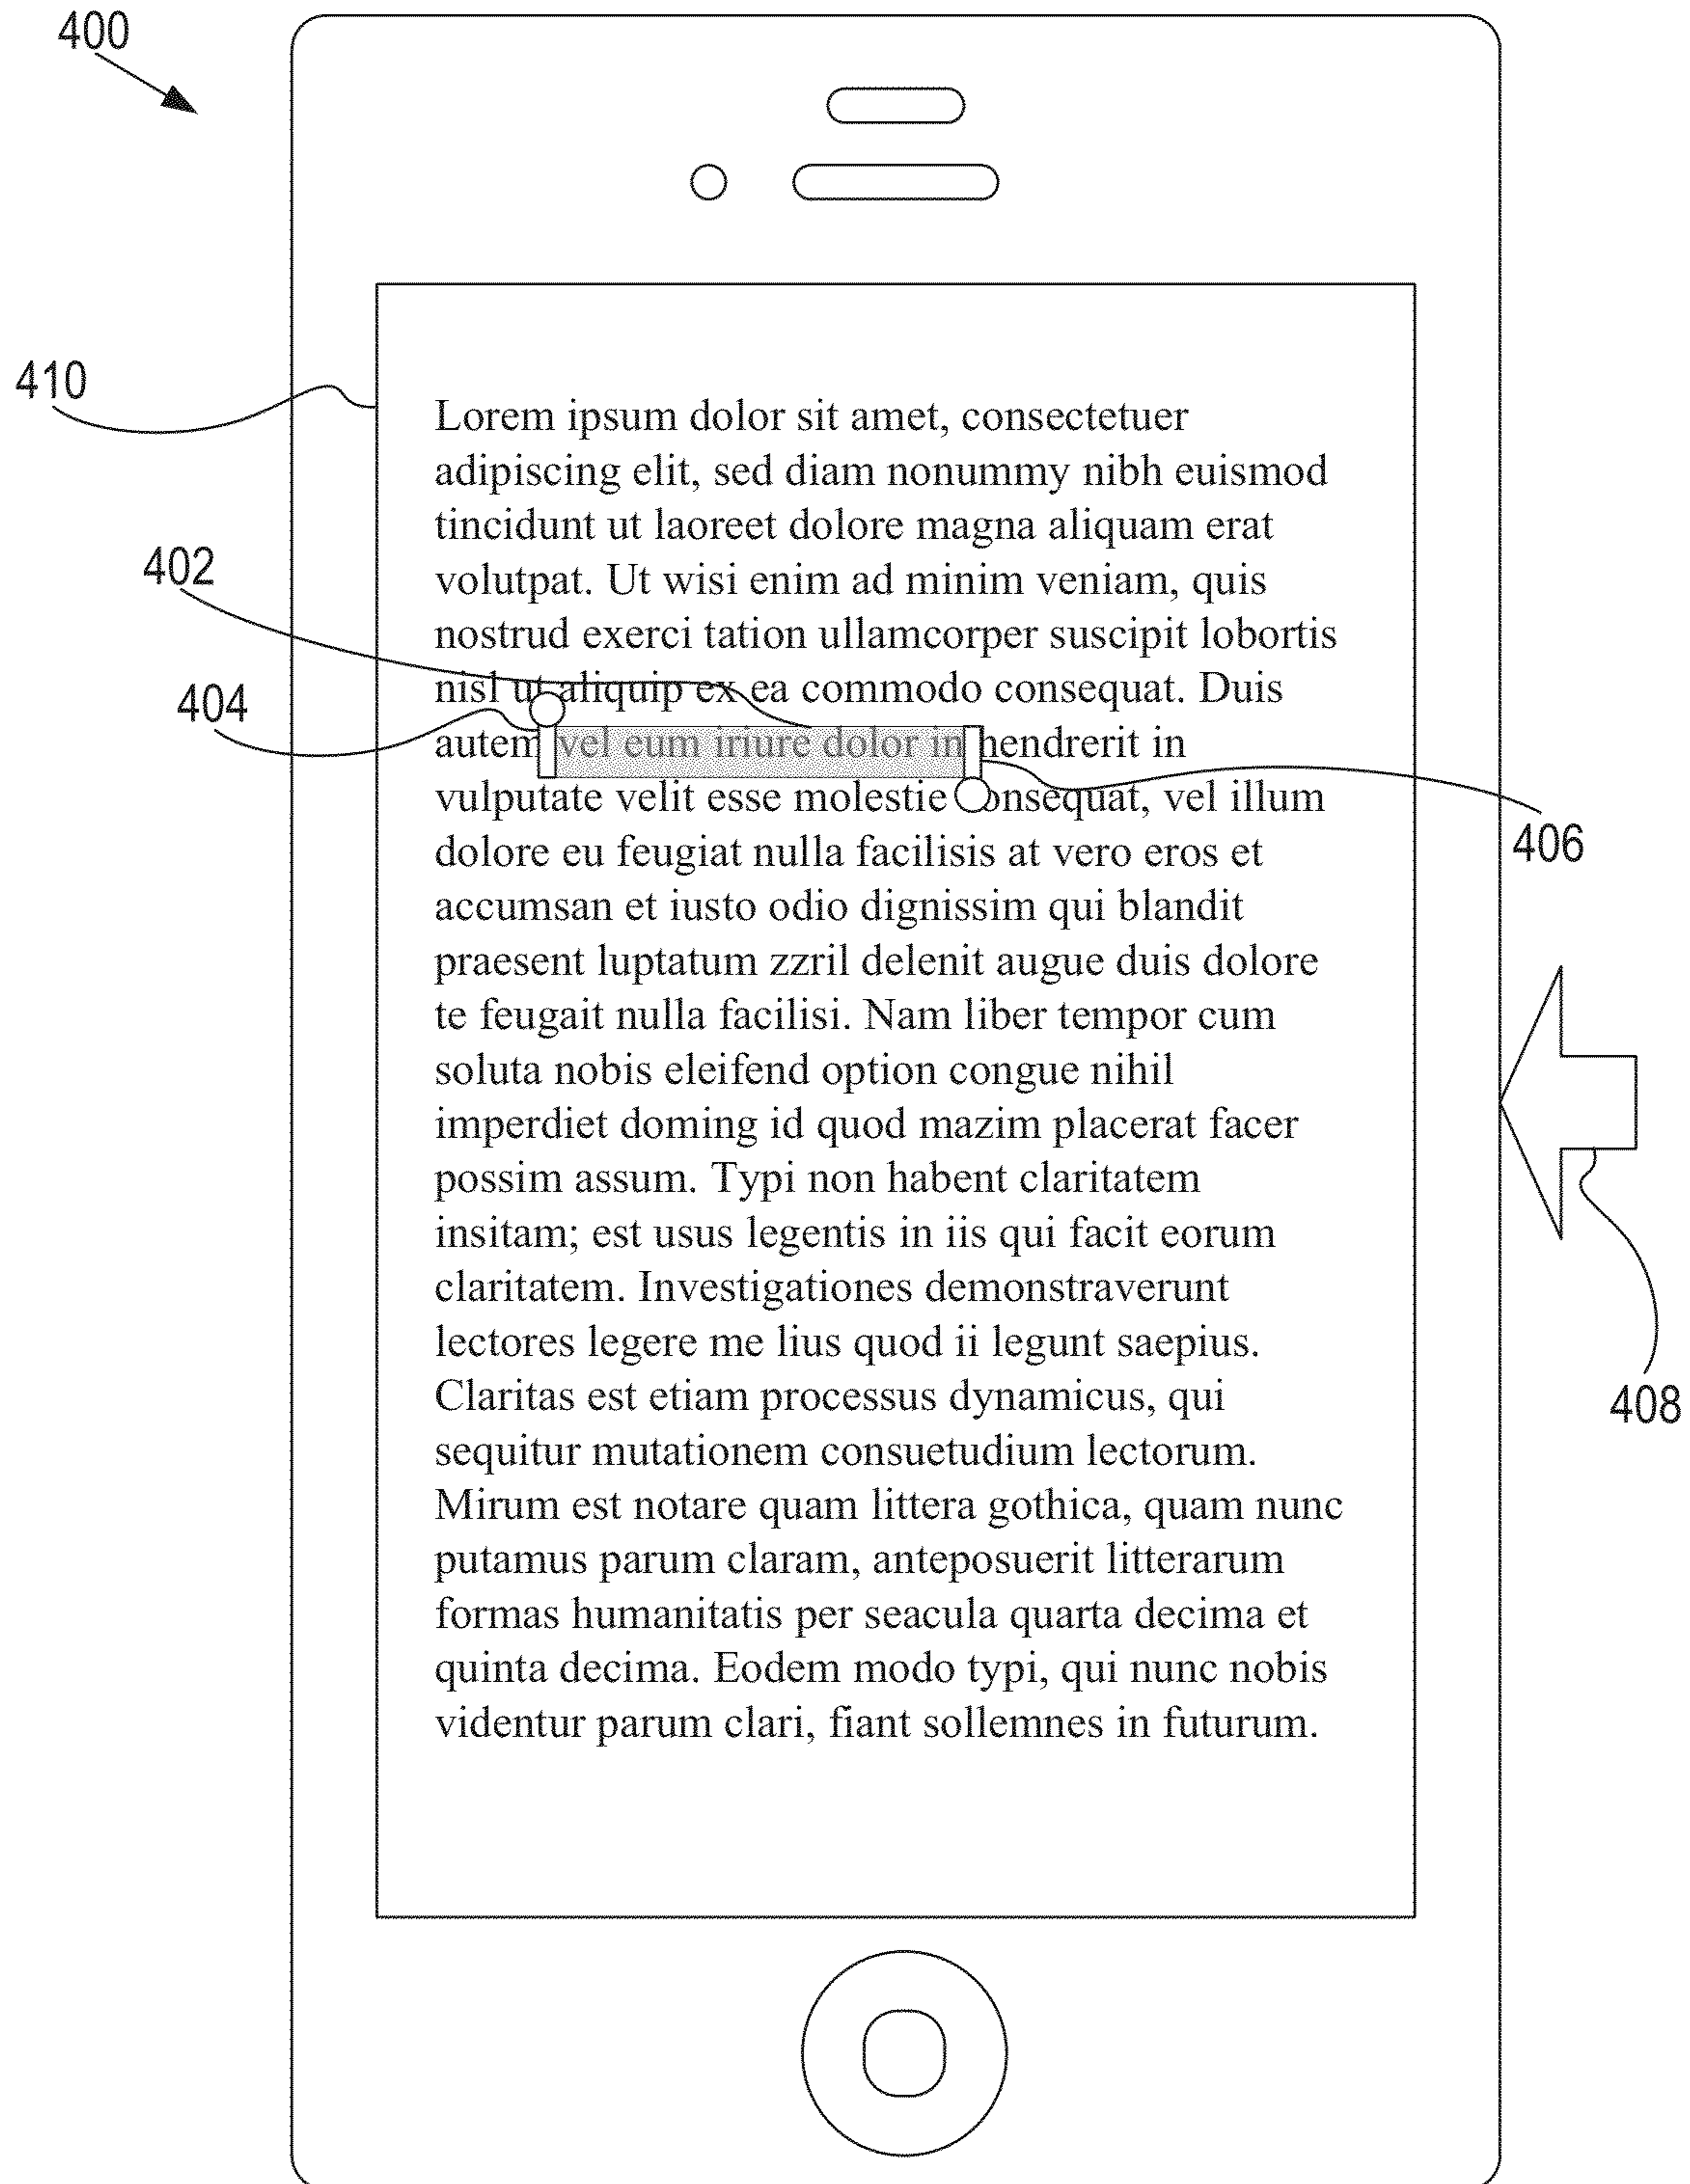 400
410
Lorem ipsum dolor sit amet, consectetuer
adipiscing elit, sed diam nonummy nibh euismod
tincidunt ut laoreet dolore magna aliquam erat
402
volutpat. Ut wisi enim ad minim veniam, quis
nostrud exerci tation ullamcorper suscipit lobortis
nisl ut aliquip ex ea commodo consequat. Duis
404
autem vel eum iriure dolor in hendrerit in
vulputate velit esse molestie consequat, vel illum
406
dolore eu feugiat nulla facilisis at vero eros et
accumsan et iusto odio dignissim qui blandit
praesent luptatum zzril delenit augue duis dolore
te feugait nulla facilisi. Nam liber tempor cum
soluta nobis eleifend option congue nihil
imperdiet doming id quod mazim placerat facer
possim assum. Typi non habent claritatem
insitam; est usus legentis in iis qui facit eorum
claritatem. Investigationes demonstraverunt
lectores legere me lius quod ii legunt saepius.
Claritas est etiam processus dynamicus, qui
408
sequitur mutationem consuetudium lectorum.
Mirum est notare quam littera gothica, quam nunc
putamus parum claram, anteposuerit litterarum
formas humanitatis per seacula quarta decima et
quinta decima. Eodem modo typi, qui nunc nobis
videntur parum clari, fiant sollemnes in futurum.